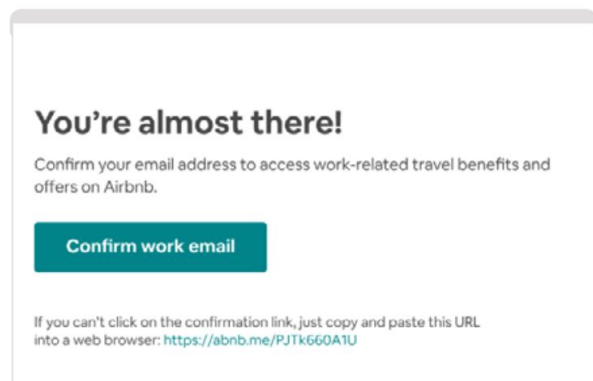 You’re almost there!
Confirm your email address to access work-related travel benefits and
offers on Airbnb.
Confirm work email
If you can’t click on the confirmation link, just copy and paste this URL
into a web browser: https://abnb.me/PJTk660A1U